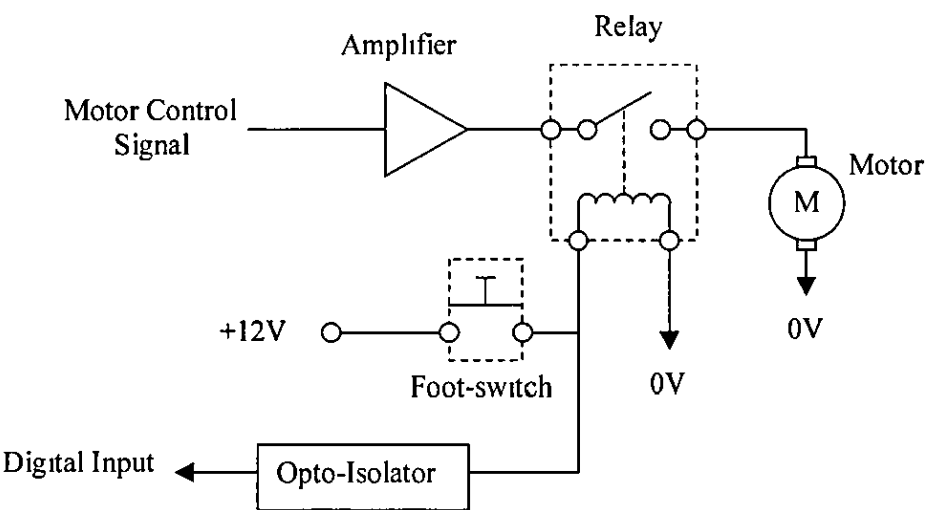 Relay
Amplifier
Motor Control
Signal
Motor
M
+12V
0V
Foot-switch
0V
Digital Input
Opto-Isolator